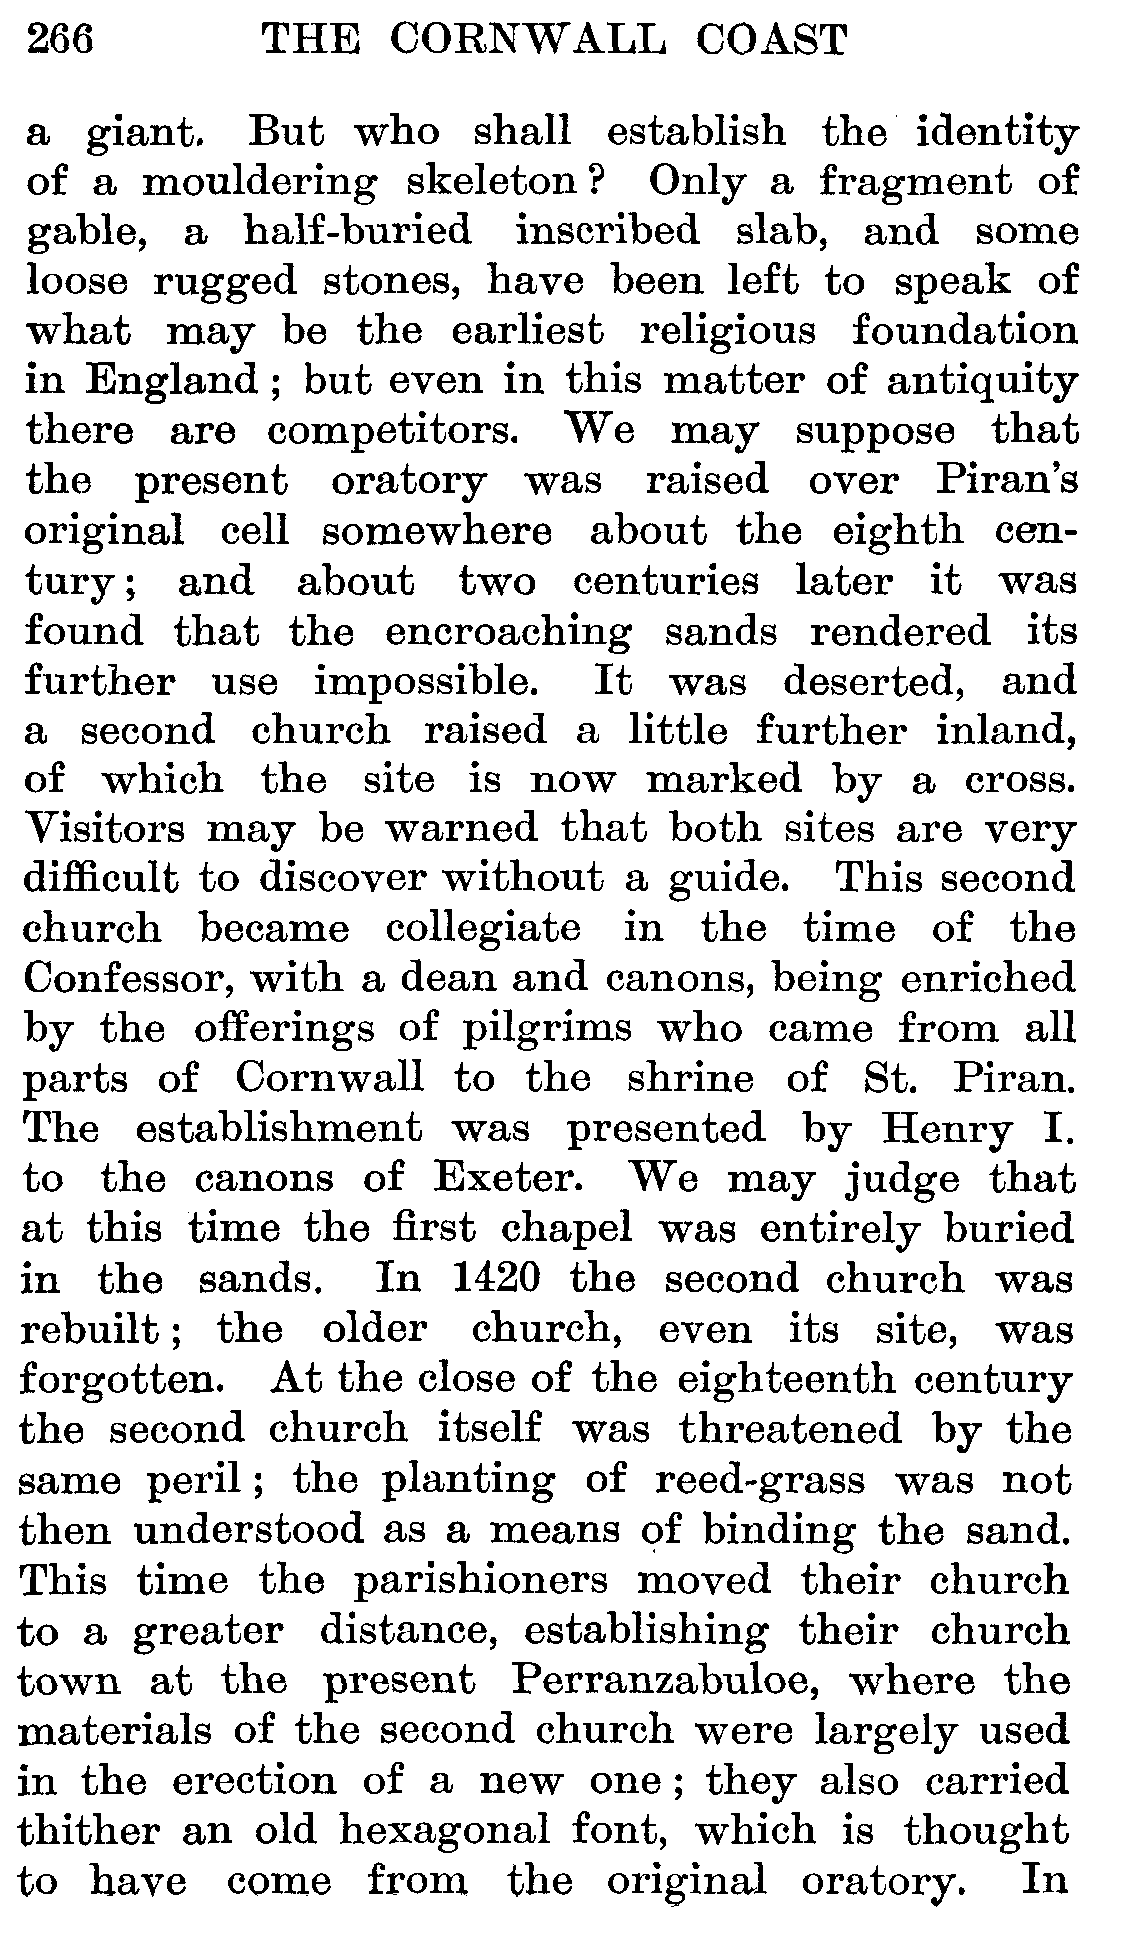 266 THE CORNWALL COAST
a giant. But who shall establish the identity
of a mouldering skeleton? Only a fragment of
gable, a half-buried inscribed slab, and some
loose rugged stones, have been left to speak of
what may be the earliest religious foundation
in England; but even in this matter of antiquity
there are competitors. We may suppose that
the present oratory was raised over Piran's
original cell somewhere about the eighth cen-
tury; and about two centuries later it was
found that the encroaching sands rendered its
further use impossible. It was deserted, and
a second church raised a little further inland,
of which the site is now marked by a cross.
Visitors may be warned that both sites are very
difficult to discover without a guide. This second
church became collegiate in the time of the
Confessor, with a dean and canons, being enriched
by the offerings of pilgrims who came from all
parts of Cornwall to the shrine of St. Piran.
The establishment was presented by Henry I.
to the canons of Exeter. We may judge that
at this time the first chapel was entirely buried
in the sands. In 1420 the second church was
rebuilt; the older church, even its site, was
forgotten. At the close of the eighteenth century
the second church itself was threatened by the
same peril; the planting of reed-grass was not
then understood as a means of binding the sand.
This time the parishioners moved their church
to a greater distance, establishing their church
town at the present Perranzabuloe, where the
materials of the second church were largely used
in the erection of a new one; they also carried
thither an old hexagonal font, which is thought
to have come from the original oratory. In